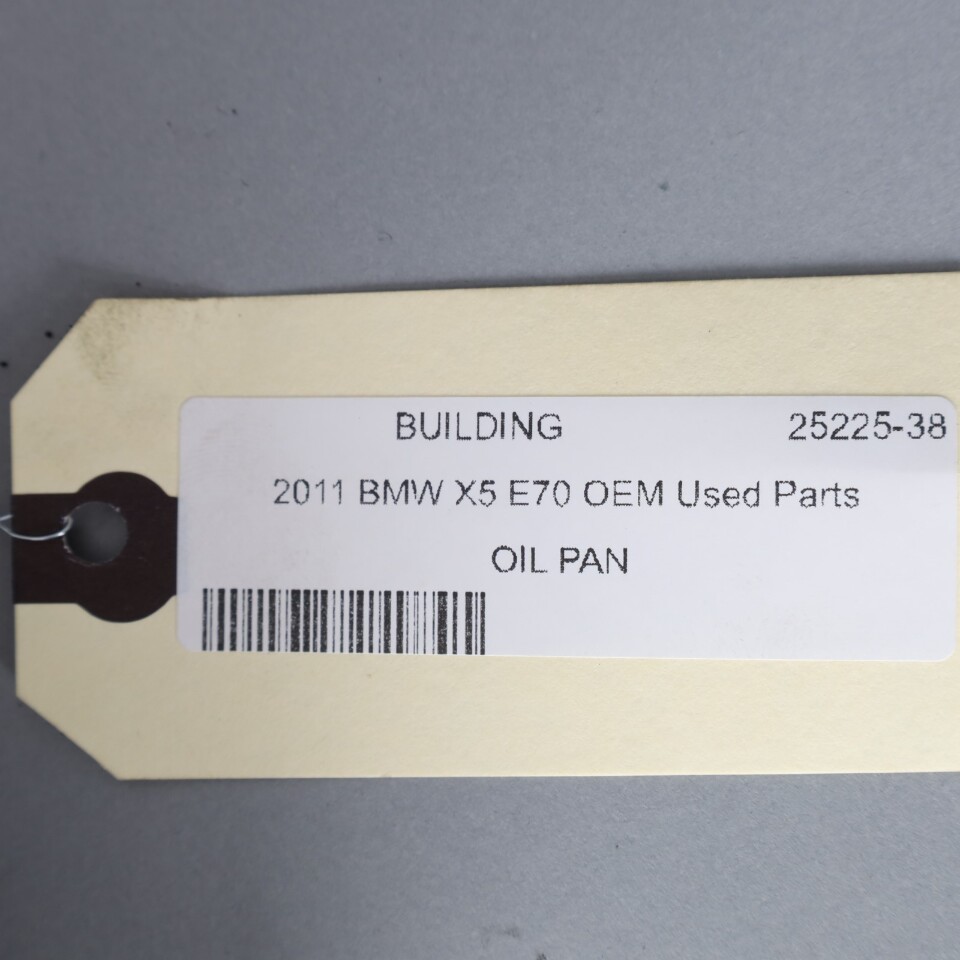 BUILDING 25225-38
2011 BMW X5 E70 OEM Used Parts
OIL PAN